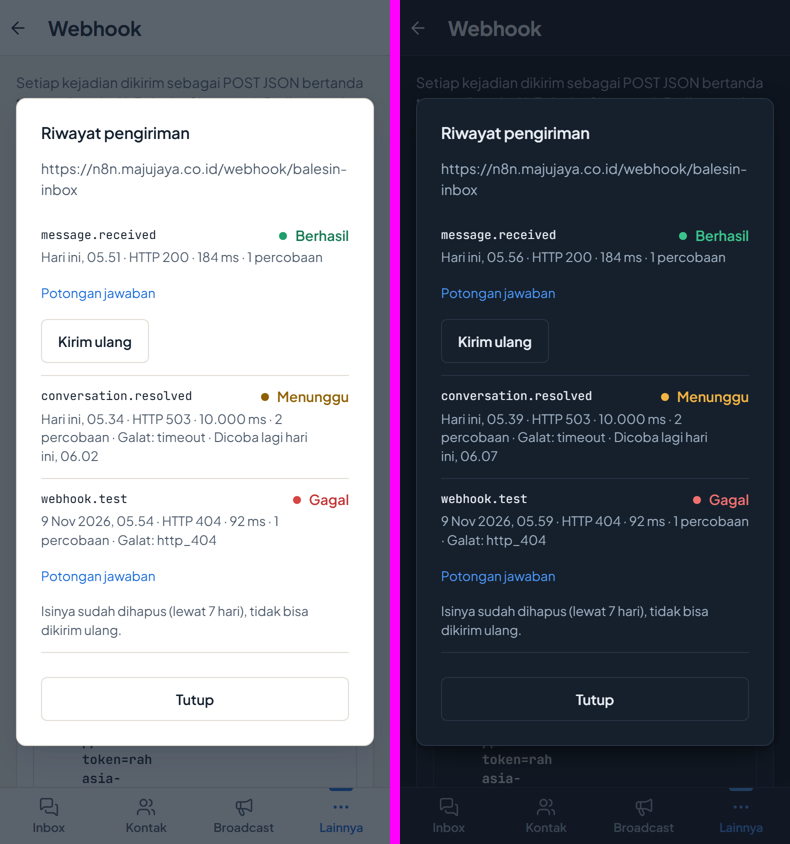 Webhook
Setiap kejadian dikirim sebagai POST JSON bertanda
Riwayat pengiriman
https://n8n.majujaya.co.id/webhook/balesin-
inbox
message.received
Berhasil
Hari ini, 05.51 · HTTP 200 · 184 ms · 1 percobaan
Potongan jawaban
Kirim ulang
conversation.resolved
Menunggu
Hari ini, 05.34 · HTTP 503 · 10.000 ms · 2
percobaan · Galat: timeout · Dicoba lagi hari
ini, 06.02
webhook.test
Gagal
9 Nov 2026, 05.54 · HTTP 404 · 92 ms · 1
percobaan · Galat: http_404
Potongan jawaban
Isinya sudah dihapus (lewat 7 hari), tidak bisa
dikirim ulang.
Tutup
token=rah
asia-
Inbox
Kontak
Broadcast
Lainnya
Webhook
Setiap kejadian dikirim sebagai POST JSON bertanda
Riwayat pengiriman
https://n8n.majujaya.co.id/webhook/balesin-
inbox
message.received
Berhasil
Hari ini, 05.56 · HTTP 200 · 184 ms · 1 percobaan
Potongan jawaban
Kirim ulang
conversation.resolved
Menunggu
Hari ini, 05.39 · HTTP 503 · 10.000 ms · 2
percobaan · Galat: timeout · Dicoba lagi hari
ini, 06.07
webhook.test
Gagal
9 Nov 2026, 05.59 · HTTP 404 · 92 ms · 1 percobaan
· Galat: http_404
Potongan jawaban
Isinya sudah dihapus (lewat 7 hari), tidak bisa
dikirim ulang.
Tutup
token=rah
asia-
Inbox
Kontak
Broadcast
Lainnya